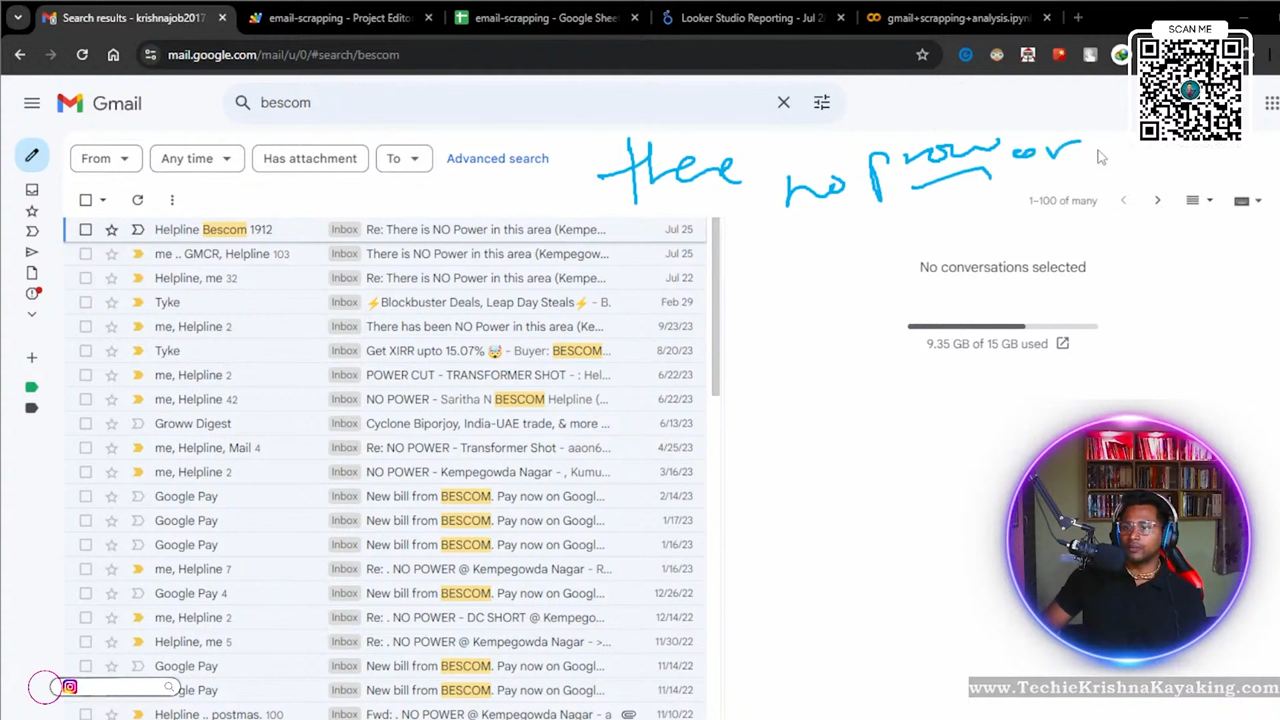 Search results - krishnajob2017
email-scrapping - Project Edito
email-scrapping - Google Shee
Looker Studio Reporting - Jul 2
gmail+scrapping+analysis.ipyn
SCAN ME
mail.google.com/mail/u/0/#search/bescom
Gmail
bescom
From
Any time
Has attachment
To
Advanced search
there no
1–100 of many
Helpline Bescom 1912 Inbox Re: There is NO Power in this area (Kempe... Jul 25
me .. GMCR, Helpline 103 Inbox There is NO Power in this area (Kempegow... Jul 25
Helpline, me 32 Inbox Re: There is NO Power in this area (Kempe... Jul 22
Tyke Inbox ⚡Blockbuster Deals, Leap Day Steals⚡ - B. Feb 29
me, Helpline 2 Inbox There has been NO Power in this area (Ke... 9/23/23
Tyke Inbox Get XIRR upto 15.07% 🤯 - Buyer: BESCOM... 8/20/23
me, Helpline 2 Inbox POWER CUT - TRANSFORMER SHOT - : Hel... 6/22/23
me, Helpline 42 Inbox NO POWER - Saritha N BESCOM Helpline (... 6/22/23
Groww Digest Inbox Cyclone Biporjoy, India-UAE trade, & more ... 6/13/23
me, Helpline, Mail 4 Inbox Re: NO POWER - Transformer Shot - aaon6... 4/25/23
me, Helpline 2 Inbox NO POWER - Kempegowda Nagar - , Kumu... 3/16/23
Google Pay Inbox New bill from BESCOM. Pay now on Googl... 2/14/23
Google Pay Inbox New bill from BESCOM. Pay now on Googl... 1/17/23
Google Pay Inbox New bill from BESCOM. Pay now on Googl... 1/16/23
me, Helpline 7 Inbox Re: . NO POWER @ Kempegowda Nagar - R... 1/16/23
Google Pay 4 Inbox New bill from BESCOM. Pay now on Googl... 12/26/22
me, Helpline 2 Inbox Re: . NO POWER - DC SHORT @ Kempego... 12/14/22
Helpline, me 5 Inbox Re: . NO POWER @ Kempegowda Nagar - >... 11/30/22
Google Pay Inbox New bill from BESCOM. Pay now on Googl... 11/14/22
gle Pay Inbox New bill from BESCOM. Pay now on Googl... 11/14/22
Helpline .. postmas. 100 Inbox Fwd: . NO POWER @ Kempegowda Nagar - a 11/10/22
No conversations selected
9.35 GB of 15 GB used
www.TechieKrishnaKayaking.com